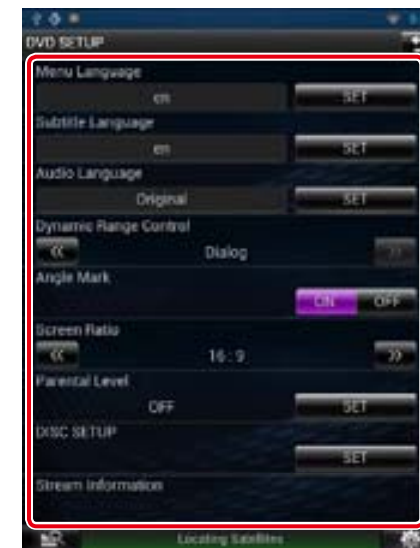 DVD SETUP
Menu Language
en SET
Subtitle Language
en SET
Audio Language
Original SET
Dynamic Range Control
Dialog
Angle Mark
ON OFF
Screen Ratio
16:9
Parental Level
OFF SET
DISC SETUP
SET
Stream Information
Locating Satellites